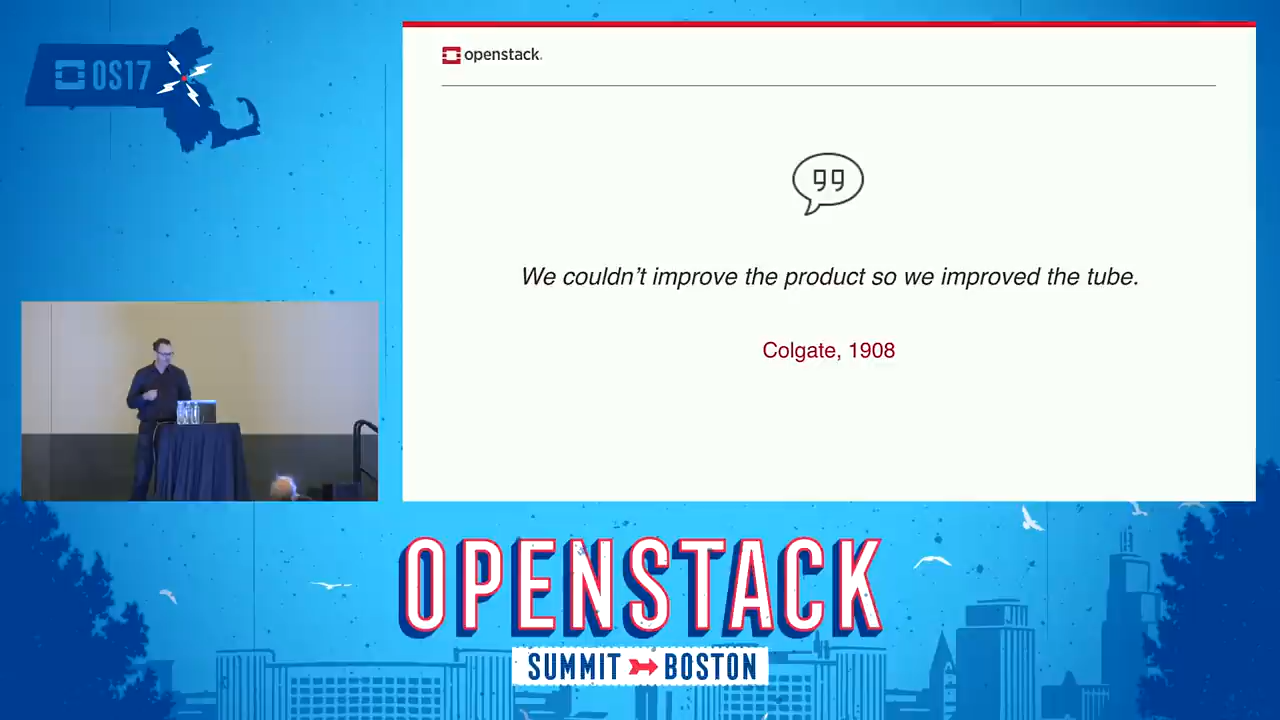 OS17
openstack.
We couldn't improve the product so we improved the tube.
Colgate, 1908
OPENSTACK
SUMMIT BOSTON